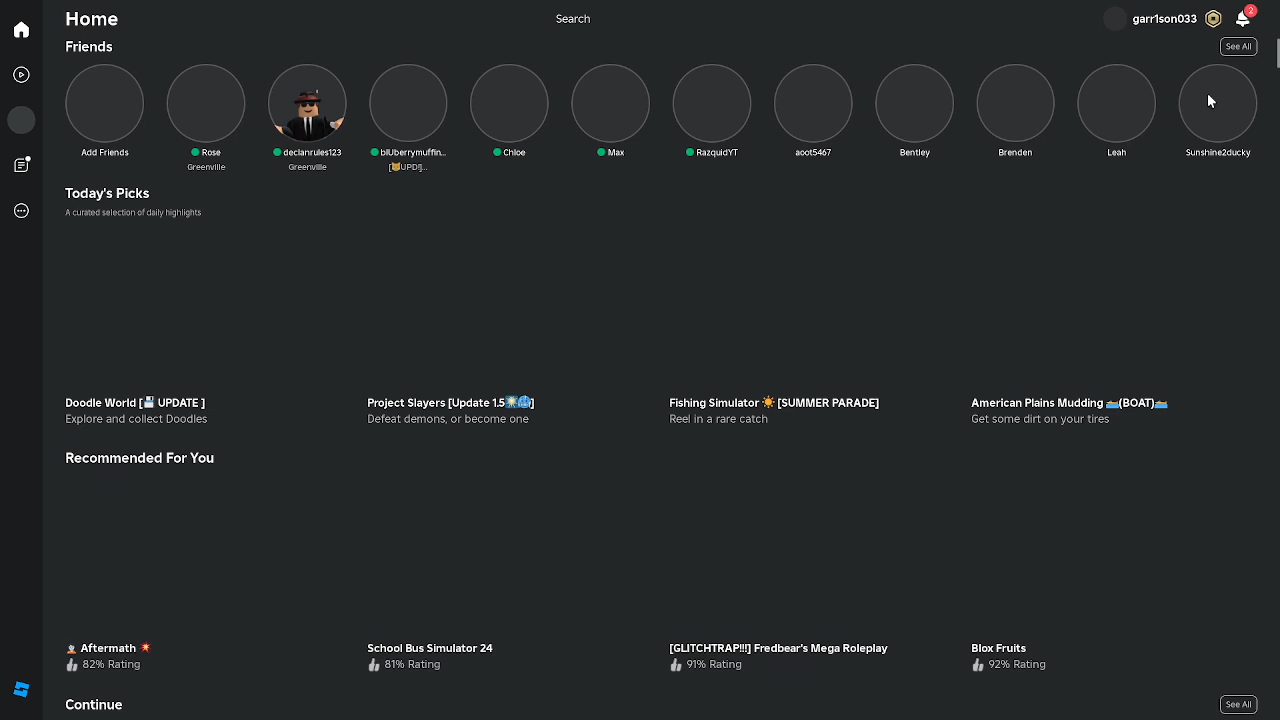 Home
Search
garr1son033
2
Friends
See All
Add Friends
Rose
Greenville
declanrules123
Greenville
blUberrymuffin...
[🐱UPD!]...
Chloe
Max
RazquidYT
aoot5467
Bentley
Brenden
Leah
Sunshine2ducky
Today's Picks
A curated selection of daily highlights
Doodle World [💾 UPDATE ]
Explore and collect Doodles
Project Slayers [Update 1.5]
Defeat demons, or become one
Fishing Simulator ☀️ [SUMMER PARADE]
Reel in a rare catch
American Plains Mudding 🚤(BOAT)🚤
Get some dirt on your tires
Recommended For You
Aftermath 💥
82% Rating
School Bus Simulator 24
81% Rating
[GLITCHTRAP!!!] Fredbear's Mega Roleplay
91% Rating
Blox Fruits
92% Rating
Continue
See All